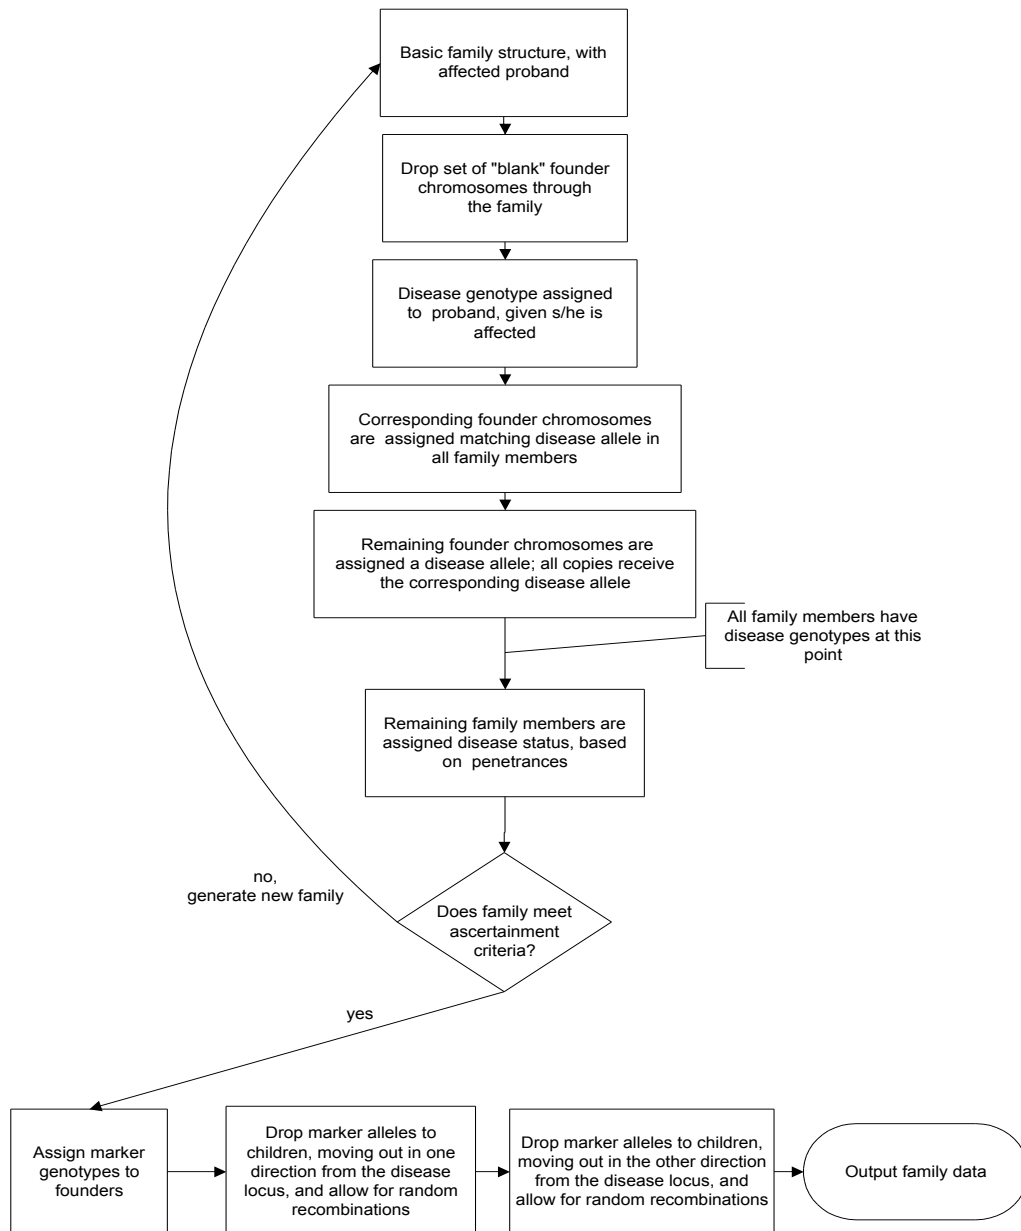 Basic family structure, with
affected proband
Drop set of "blank" founder
chromosomes through
the family
Disease genotype assigned
to proband, given s/he is
affected
Corresponding founder chromosomes
are assigned matching disease allele in
all family members
Remaining founder chromosomes are
assigned a disease allele; all copies receive
the corresponding disease allele
All family members have
disease genotypes at this
point
Remaining family members are
assigned disease status, based
on penetrances
no,
generate new family
Does family meet
ascertainment
criteria?
yes
Assign marker
genotypes to
founders
Drop marker alleles to
children, moving out in one
direction from the disease
locus, and allow for random
recombinations
Drop marker alleles to children,
moving out in the other direction
from the disease locus, and
allow for random recombinations
Output family data